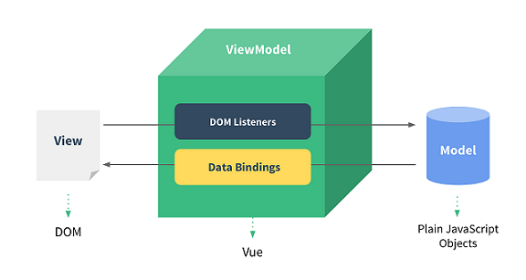 ViewModel
DOM Listeners
View
Data Bindings
Model
DOM
Vue
Plain JavaScript
Objects